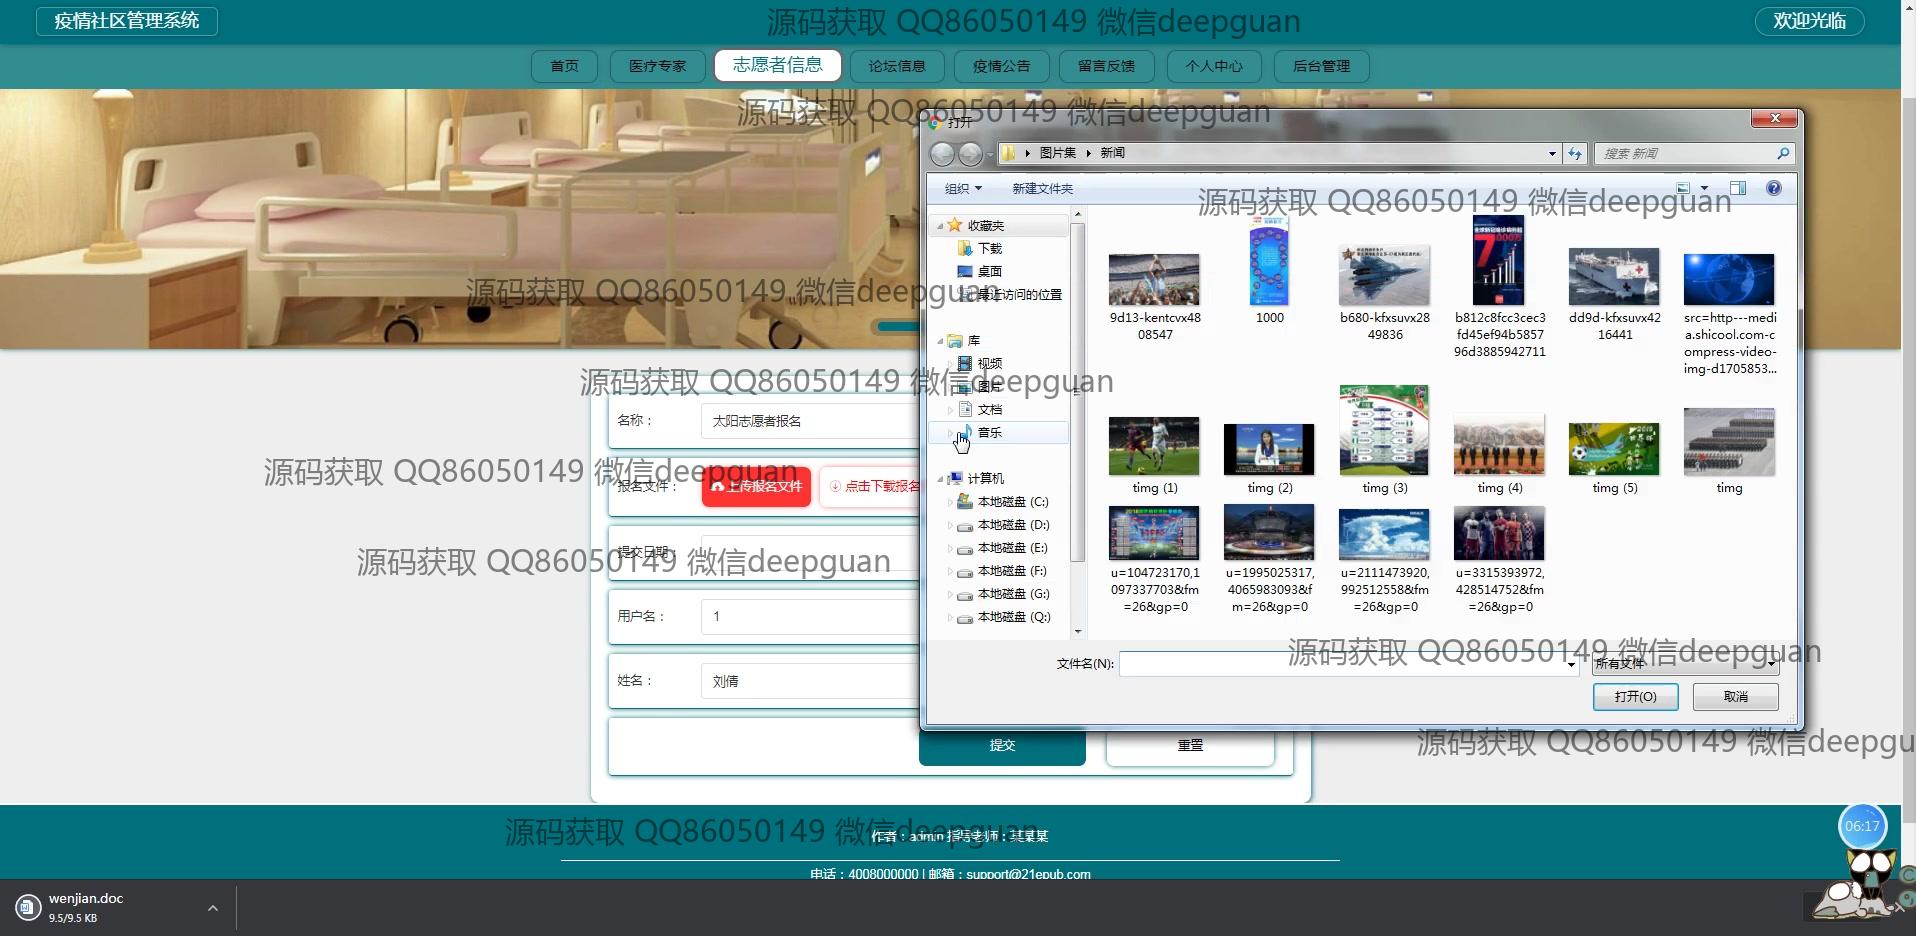 疫情社区管理系统
源码获取 QQ86050149 微信deepguan
欢迎光临
首页
医疗专家
志愿者信息
论坛信息
疫情公告
留言反馈
个人中心
后台管理
源码获取 QQ86050149 微信deepguan
打开
图片集
新闻
搜索 新闻
组织
新建文件夹
源码获取 QQ86050149 微信deepguan
收藏夹
下载
桌面
最近访问的位置
源码获取 QQ86050149 微信deepguan
库
视频
图片
文档
音乐
源码获取 QQ86050149 微信deepguan
计算机
本地磁盘 (C:)
本地磁盘 (D:)
本地磁盘 (E:)
本地磁盘 (F:)
本地磁盘 (G:)
本地磁盘 (Q:)
9d13-kentcvx48
08547
1000
b680-kfxsuvx28
49836
b812c8fcc3cec3
fd45ef94b5857
96d3885942711
dd9d-kfxsuvx42
16441
src=http---medi
a.shicool.com-c
ompress-video-
img-d1705853...
timg (1)
timg (2)
timg (3)
timg (4)
timg (5)
timg
u=104723170,1
097337703&fm
=26&gp=0
u=1995025317,
4065983093&f
m=26&gp=0
u=2111473920,
992512558&fm
=26&gp=0
u=3315393972,
428514752&fm
=26&gp=0
文件名(N):
所有文件
源码获取 QQ86050149 微信deepguan
打开(O)
取消
名称：
太阳志愿者报名
源码获取 QQ86050149 微信deepguan
报名文件：
上传报名文件
点击下载报名
提交日期：
源码获取 QQ86050149 微信deepguan
用户名：
1
姓名：
刘倩
提交
重置
源码获取 QQ86050149 微信deepgu
源码获取 QQ86050149 微信deepguan
作者：admin 指导老师：某某某
电话：4008000000 | 邮箱：support@21epub.com
06:17
wenjian.doc
9.5/9.5 KB